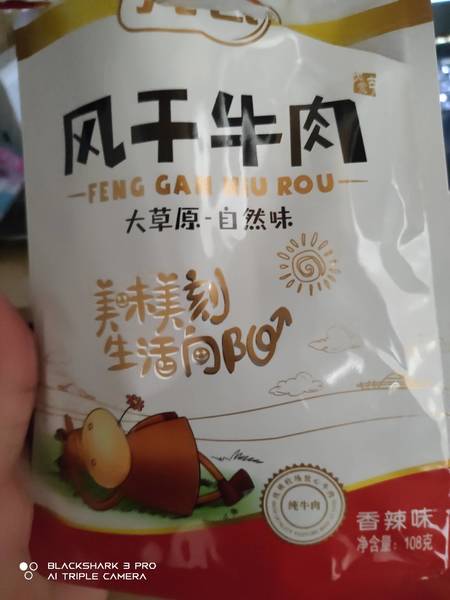 风干牛肉
FENG GAN NIU ROU
大草原-自然味
美味美刻
生活向阳
纯牛肉
香辣味
净含量：108克
BLACKSHARK 3 PRO
AI TRIPLE CAMERA